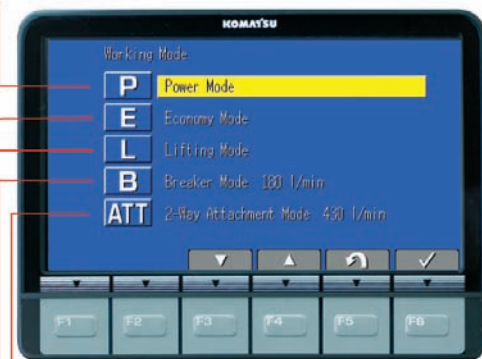 KOMATSU
Working Mode
P Power Mode
E Economy Mode
L Lifting Mode
B Breaker Mode 180 l/min
ATT 2-Way Attachment Mode 430 l/min
F1 F2 F3 F4 F5 F6